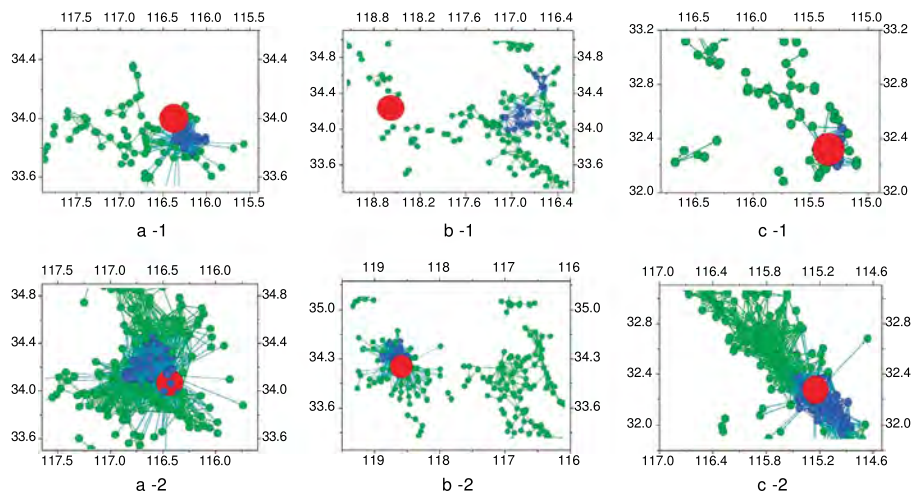 116.5 116.0 115.5
34.4 34.4
34.0 34.0
33.6 33.6
117.5 117.0 116.5 116.0 115.5
a -1
118.8 118.2 117.6 117.0 116.4
34.8 34.8
34.4 34.4
34.0 34.0
33.6 33.6
118.8 118.2 117.6 117.0 116.4
b -1
116.5 116.0 115.5 115.0
33.2 33.2
32.8 32.8
32.4 32.4
32.0 32.0
116.5 116.0 115.5 115.0
c -1
117.5 117.0 116.5 116.0
34.8 34.8
34.4 34.4
34.0 34.0
33.6 33.6
117.5 117.0 116.5 116.0
a -2
119 118 117 116
35.0 35.0
34.3 34.3
33.6 33.6
119 118 117 116
b -2
117.0 116.4 115.8 115.2 114.6
32.8 32.8
32.4 32.4
32.0 32.0
117.0 116.4 115.8 115.2 114.6
c -2